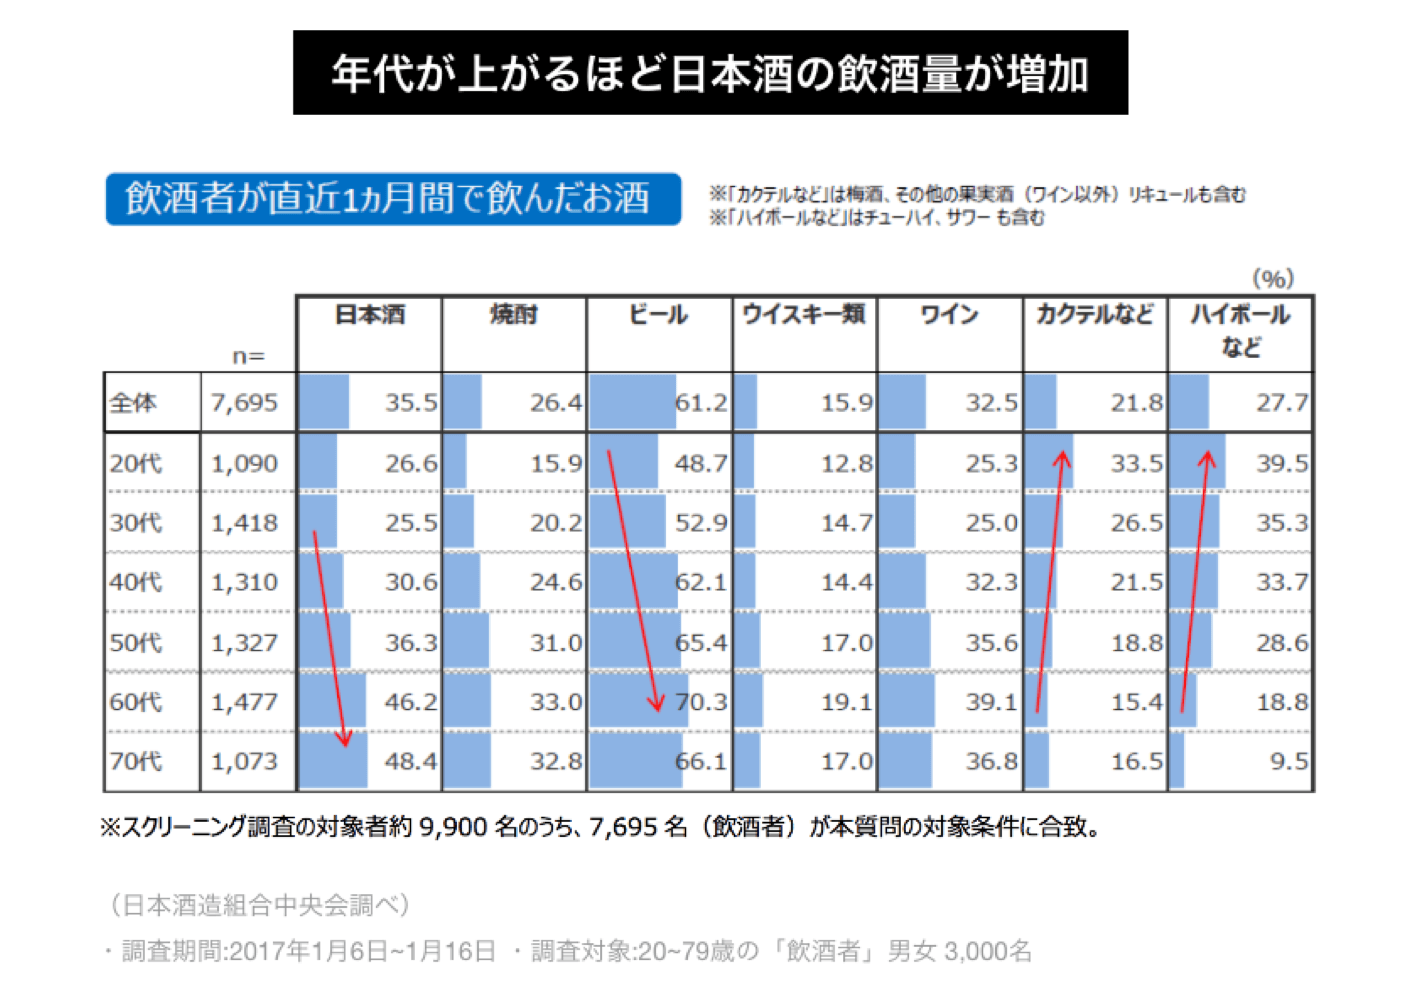 年代が上がるほど日本酒の飲酒量が増加
飲酒者が直近1ヵ月間で飲んだお酒
※「カクテルなど」は梅酒、その他の果実酒（ワイン以外）リキュールも含む
※「ハイボールなど」はチューハイ、サワー も含む
（%）
n= 日本酒 焼酎 ビール ウイスキー類 ワイン カクテルなど ハイボール
など
全体 7,695 35.5 26.4 61.2 15.9 32.5 21.8 27.7
20代 1,090 26.6 15.9 48.7 12.8 25.3 33.5 39.5
30代 1,418 25.5 20.2 52.9 14.7 25.0 26.5 35.3
40代 1,310 30.6 24.6 62.1 14.4 32.3 21.5 33.7
50代 1,327 36.3 31.0 65.4 17.0 35.6 18.8 28.6
60代 1,477 46.2 33.0 70.3 19.1 39.1 15.4 18.8
70代 1,073 48.4 32.8 66.1 17.0 36.8 16.5 9.5
※スクリーニング調査の対象者約 9,900 名のうち、7,695 名（飲酒者）が本質問の対象条件に合致。
（日本酒造組合中央会調べ）
・調査期間:2017年1月6日~1月16日 ・調査対象:20~79歳の「飲酒者」男女 3,000名